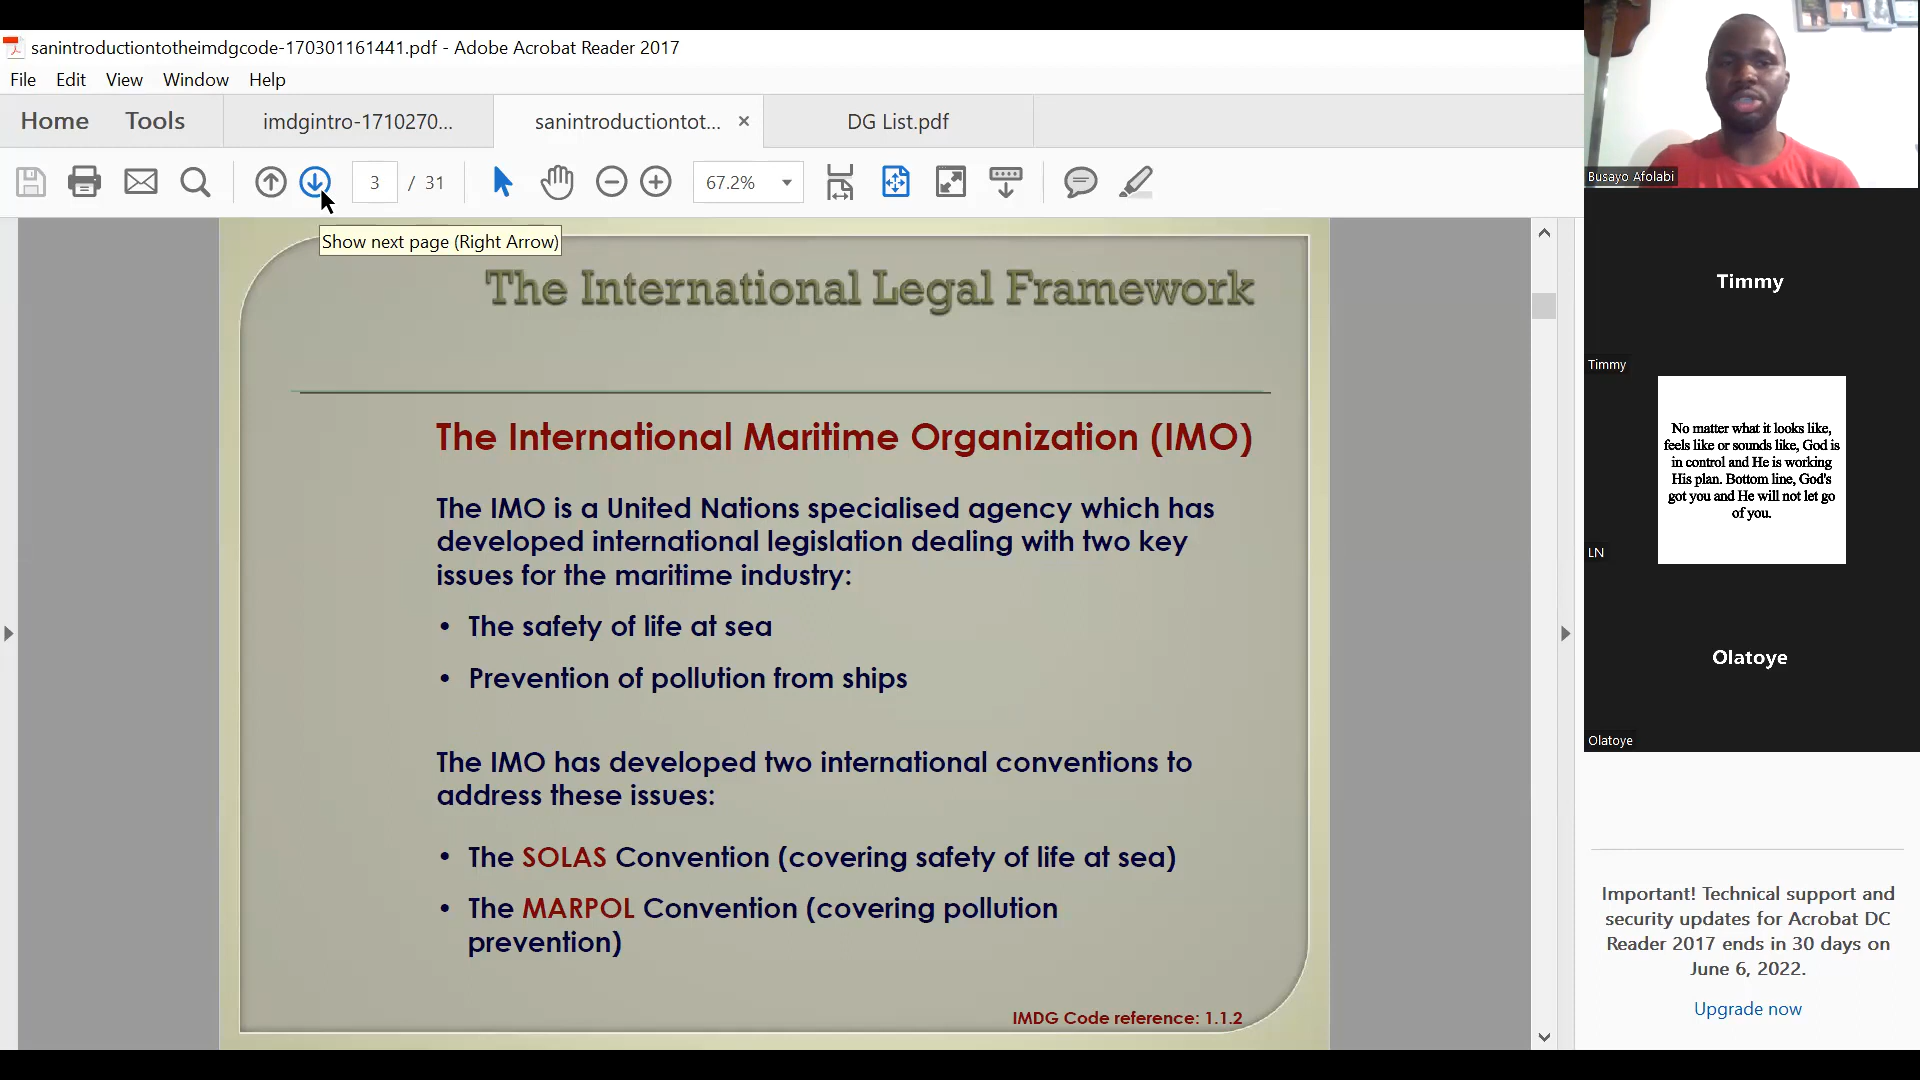 sanintroductiontotheimdgcode-170301161441.pdf - Adobe Acrobat Reader 2017
File Edit View Window Help
Home Tools imdgintro-1710270... sanintroductiontot... × DG List.pdf
3 / 31 67.2%
Show next page (Right Arrow)
The International Legal Framework
The International Maritime Organization (IMO)
The IMO is a United Nations specialised agency which has
developed international legislation dealing with two key
issues for the maritime industry:
• The safety of life at sea
• Prevention of pollution from ships
The IMO has developed two international conventions to
address these issues:
• The SOLAS Convention (covering safety of life at sea)
• The MARPOL Convention (covering pollution
prevention)
IMDG Code reference: 1.1.2
Busayo Afolabi
Timmy
Timmy
No matter what it looks like,
feels like or sounds like, God is
in control and He is working
His plan. Bottom line, God's
got you and He will not let go
of you.
LN
Olatoye
Olatoye
Important! Technical support and
security updates for Acrobat DC
Reader 2017 ends in 30 days on
June 6, 2022.
Upgrade now